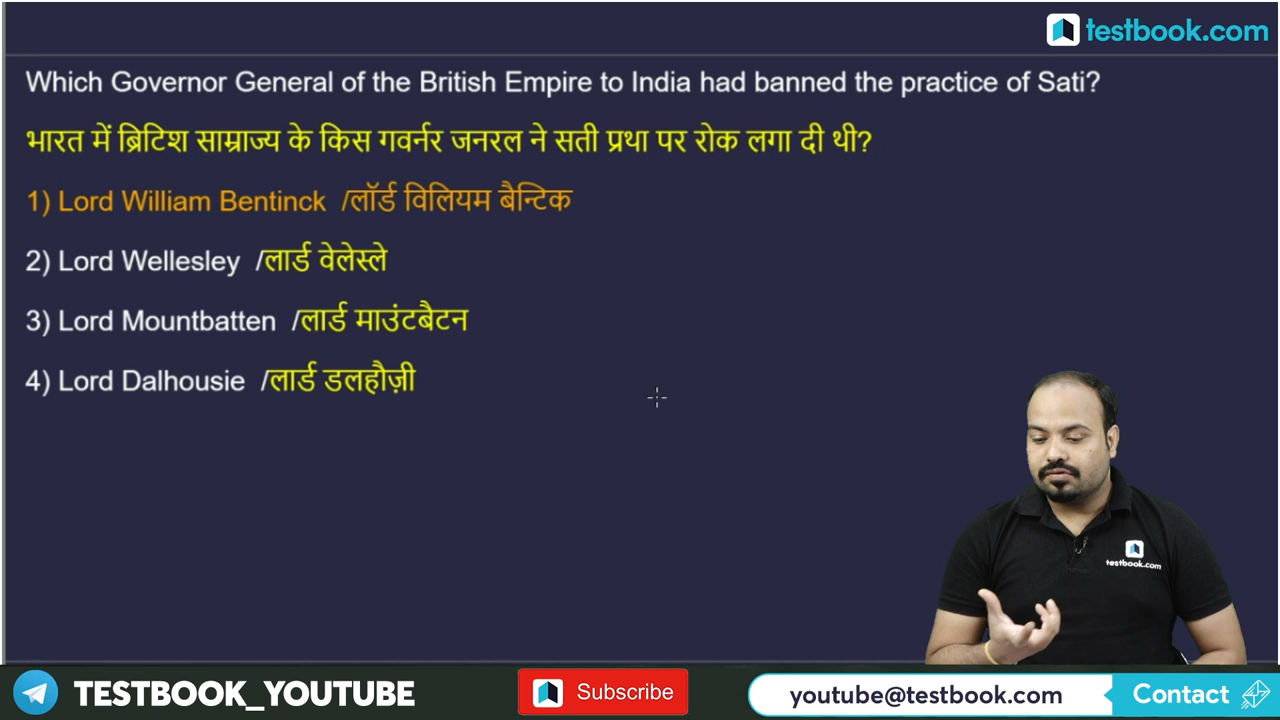 testbook.com
Which Governor General of the British Empire to India had banned the practice of Sati?
भारत में ब्रिटिश साम्राज्य के किस गवर्नर जनरल ने सती प्रथा पर रोक लगा दी थी?
1) Lord William Bentinck /लॉर्ड विलियम बैन्टिक
2) Lord Wellesley /लार्ड वेलेस्ले
3) Lord Mountbatten /लार्ड माउंटबैटन
4) Lord Dalhousie /लार्ड डलहौज़ी
testbook.com
TESTBOOK_YOUTUBE Subscribe youtube@testbook.com Contact